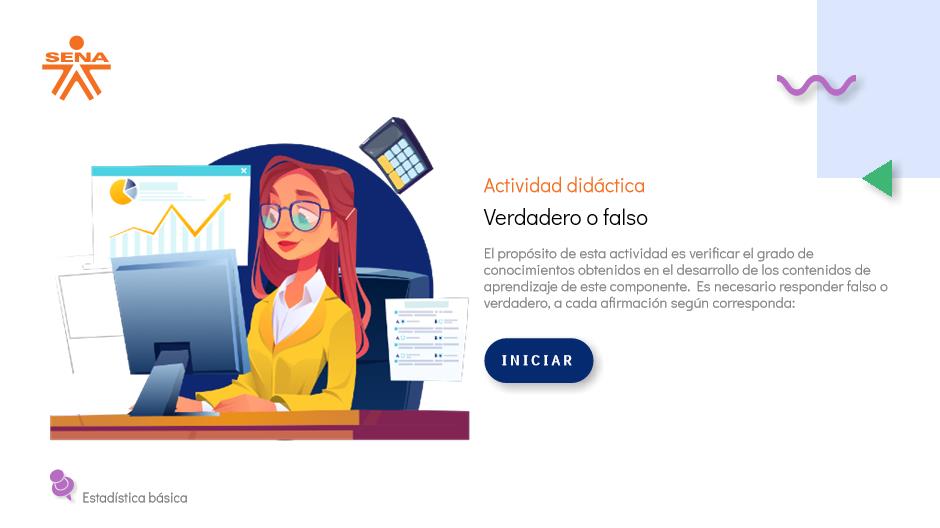 SENA
Actividad didáctica
Verdadero o falso
El propósito de esta actividad es verificar el grado de
conocimientos obtenidos en el desarrollo de los contenidos de
aprendizaje de este componente.  Es necesario responder falso o
verdadero, a cada afirmación según corresponda:
INICIAR
Estadística básica